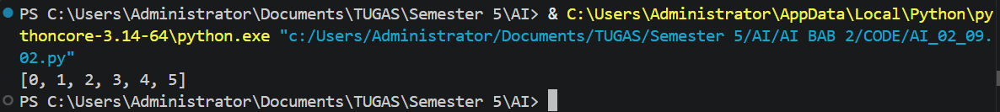 PS C:\Users\Administrator\Documents\TUGAS\Semester 5\AI> & C:\Users\Administrator\AppData\Local\Python\py
thoncore-3.14-64\python.exe "c:/Users/Administrator/Documents/TUGAS/Semester 5/AI/AI BAB 2/CODE/AI_02_09.
02.py"
[0, 1, 2, 3, 4, 5]
PS C:\Users\Administrator\Documents\TUGAS\Semester 5\AI>